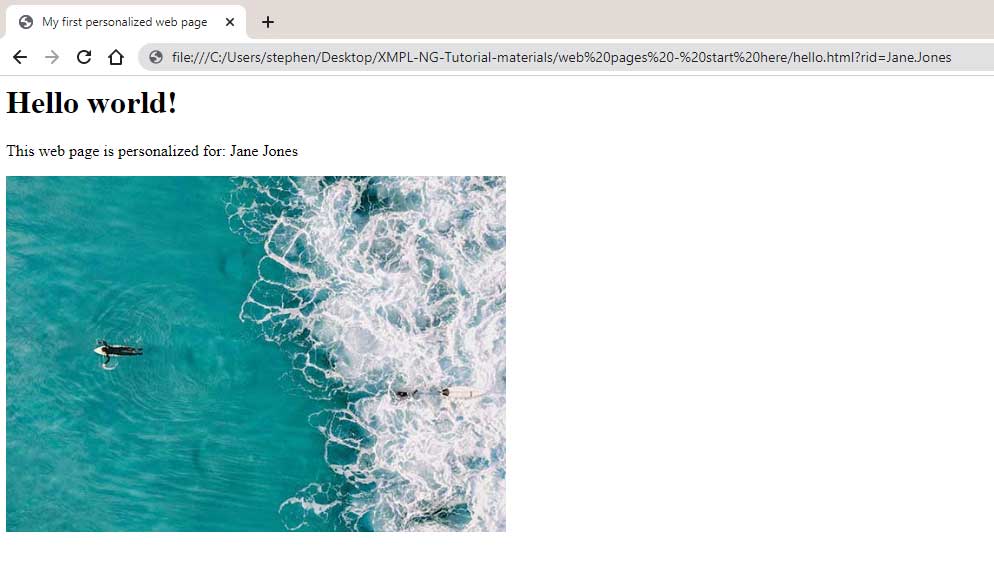 My first personalized web page
file:///C:/Users/stephen/Desktop/XMPL-NG-Tutorial-materials/web%20pages%20-%20start%20here/hello.html?rid=Jane.Jones
Hello world!
This web page is personalized for: Jane Jones